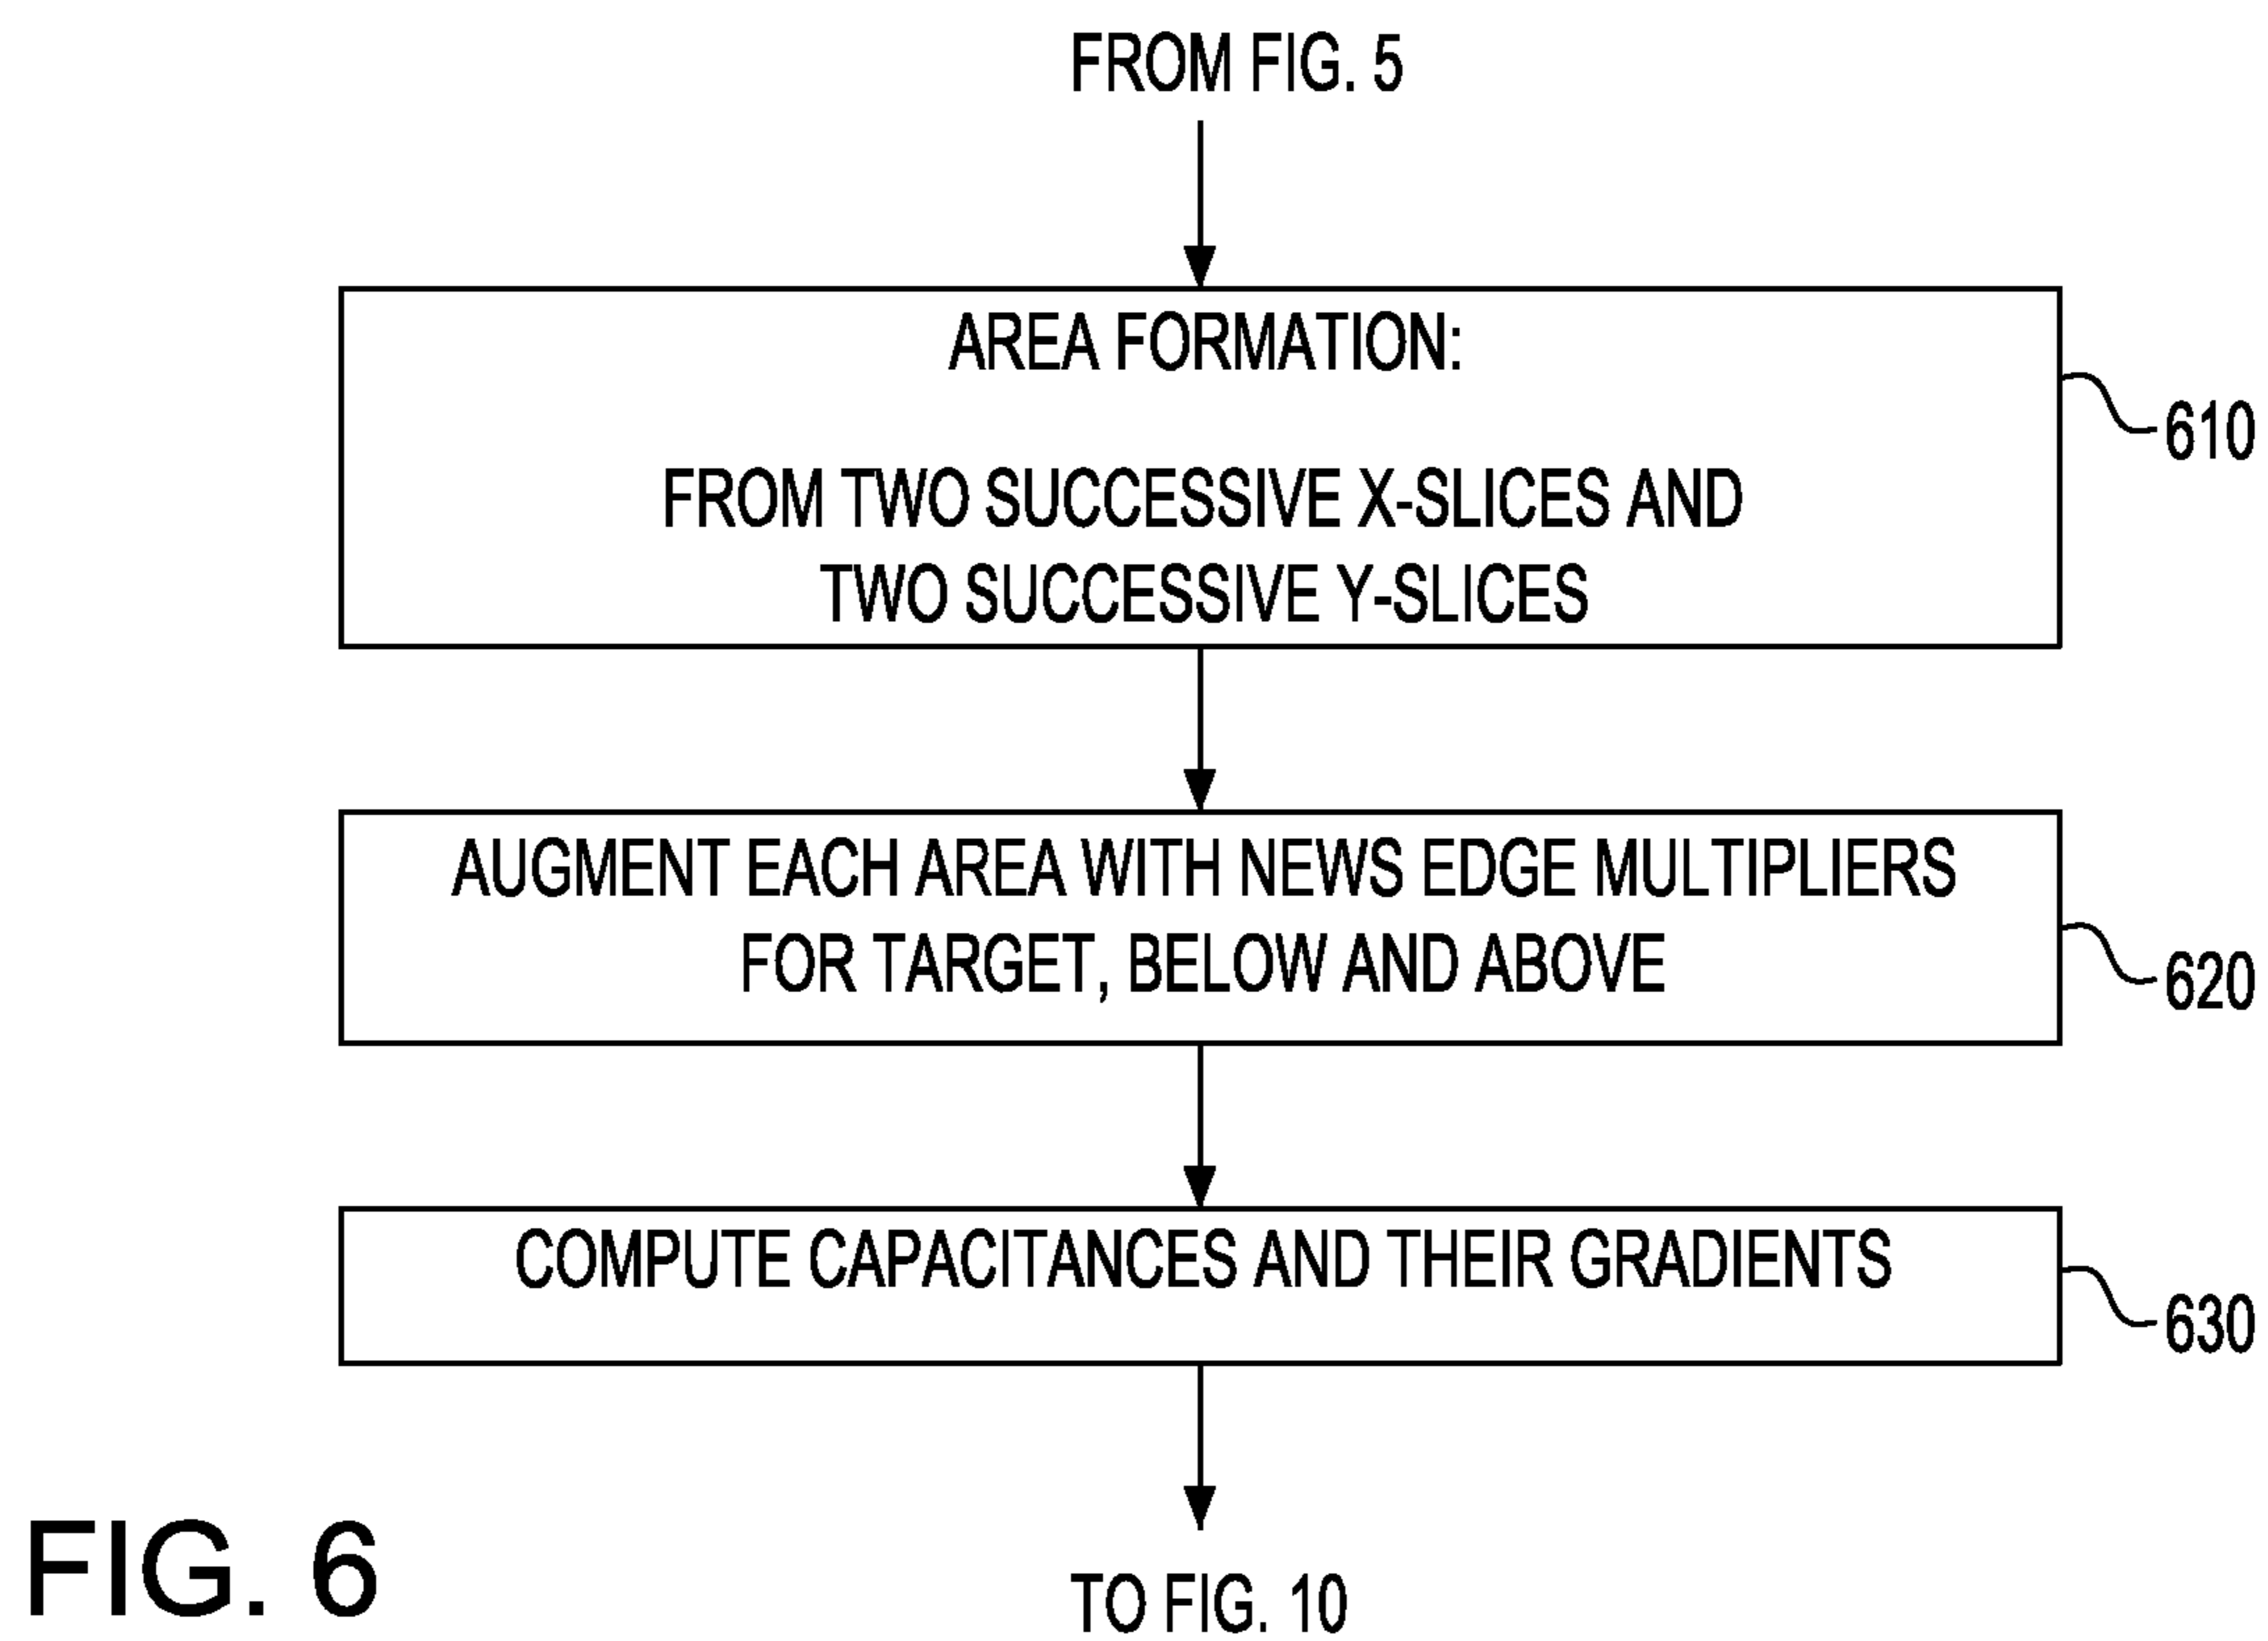 FROM FIG. 5
AREA FORMATION:
610
FROM TWO SUCCESSIVE X-SLICES AND
TWO SUCCESSIVE Y-SLICES
AUGMENT EACH AREA WITH NEWS EDGE MULTIPLIERS
FOR TARGET, BELOW AND ABOVE
620
COMPUTE CAPACITANCES AND THEIR GRADIENTS
630
FIG. 6
TO FIG. 10